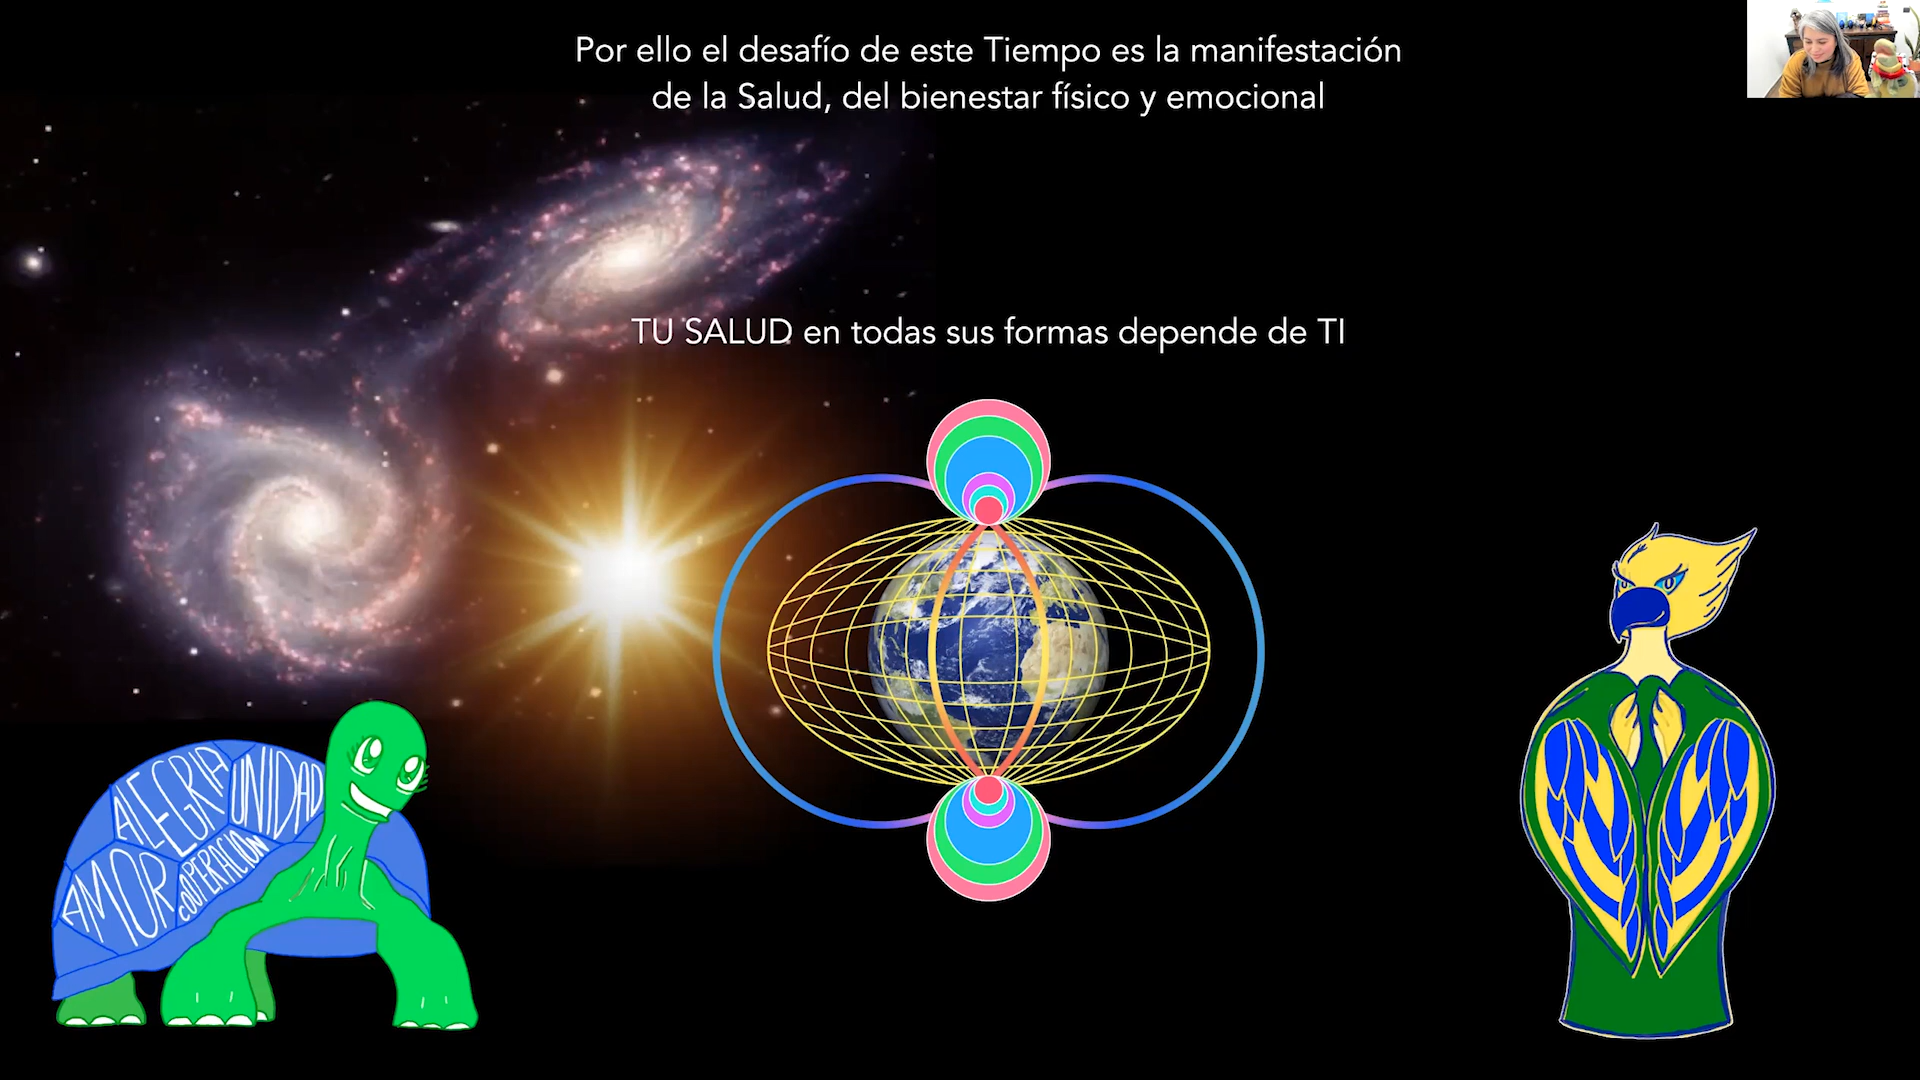 Por ello el desafío de este Tiempo es la manifestación
de la Salud, del bienestar físico y emocional
TU SALUD en todas sus formas depende de TI
ALEGRIA
UNIDAD
AMOR
COOPERACION